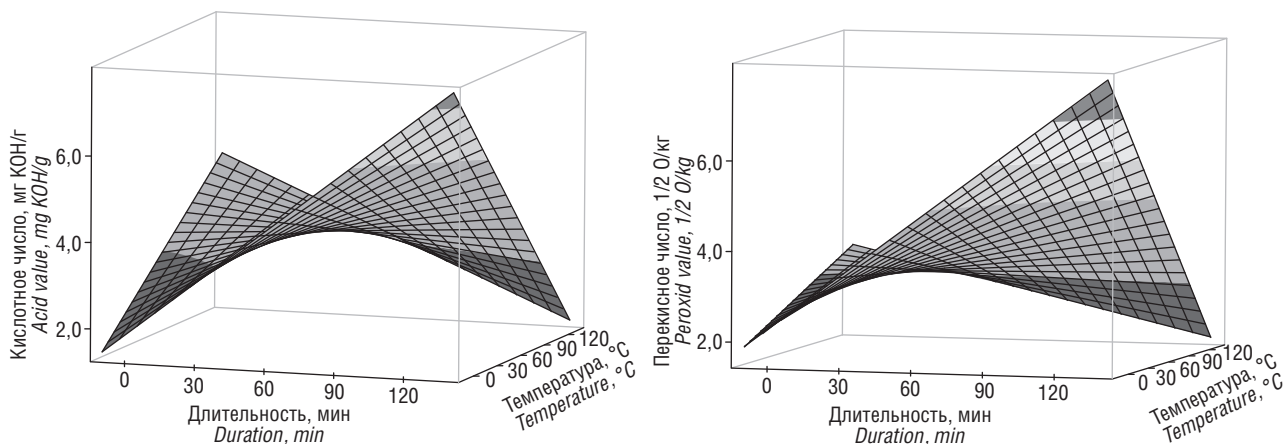 Кислотное число, мг КОН/г
Acid value, mg KOH/g
6,0
4,0
2,0
0 30 60 90 120
Длительность, мин
Duration, min
0 30 60 90 120
Температура, °C
Temperature, °C
Перекисное число, 1/2 О/кг
Peroxid value, 1/2 O/kg
6,0
4,0
2,0
0 30 60 90 120
Длительность, мин
Duration, min
0 30 60 90 120
Температура, °C
Temperature, °C